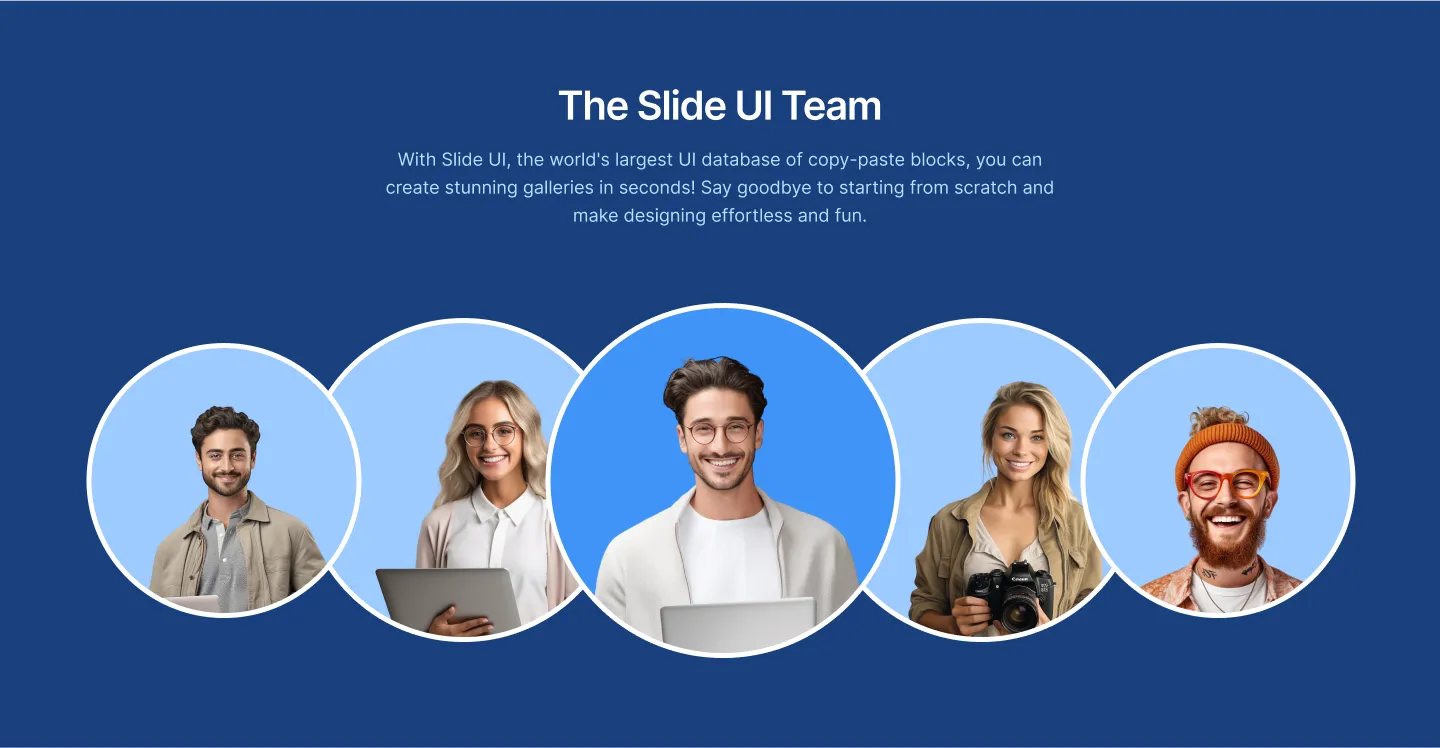 The Slide UI Team
With Slide UI, the world's largest UI database of copy-paste blocks, you can
create stunning galleries in seconds! Say goodbye to starting from scratch and
make designing effortless and fun.
Canon